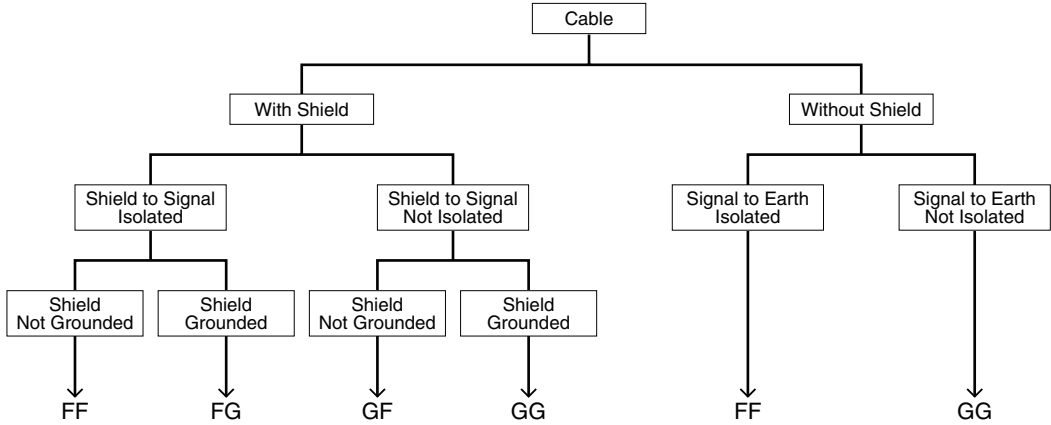 Cable
With Shield
Without Shield
Shield to Signal
Isolated
Shield to Signal
Not Isolated
Signal to Earth
Isolated
Signal to Earth
Not Isolated
Shield
Not Grounded
Shield
Grounded
Shield
Not Grounded
Shield
Grounded
FF
FG
GF
GG
FF
GG